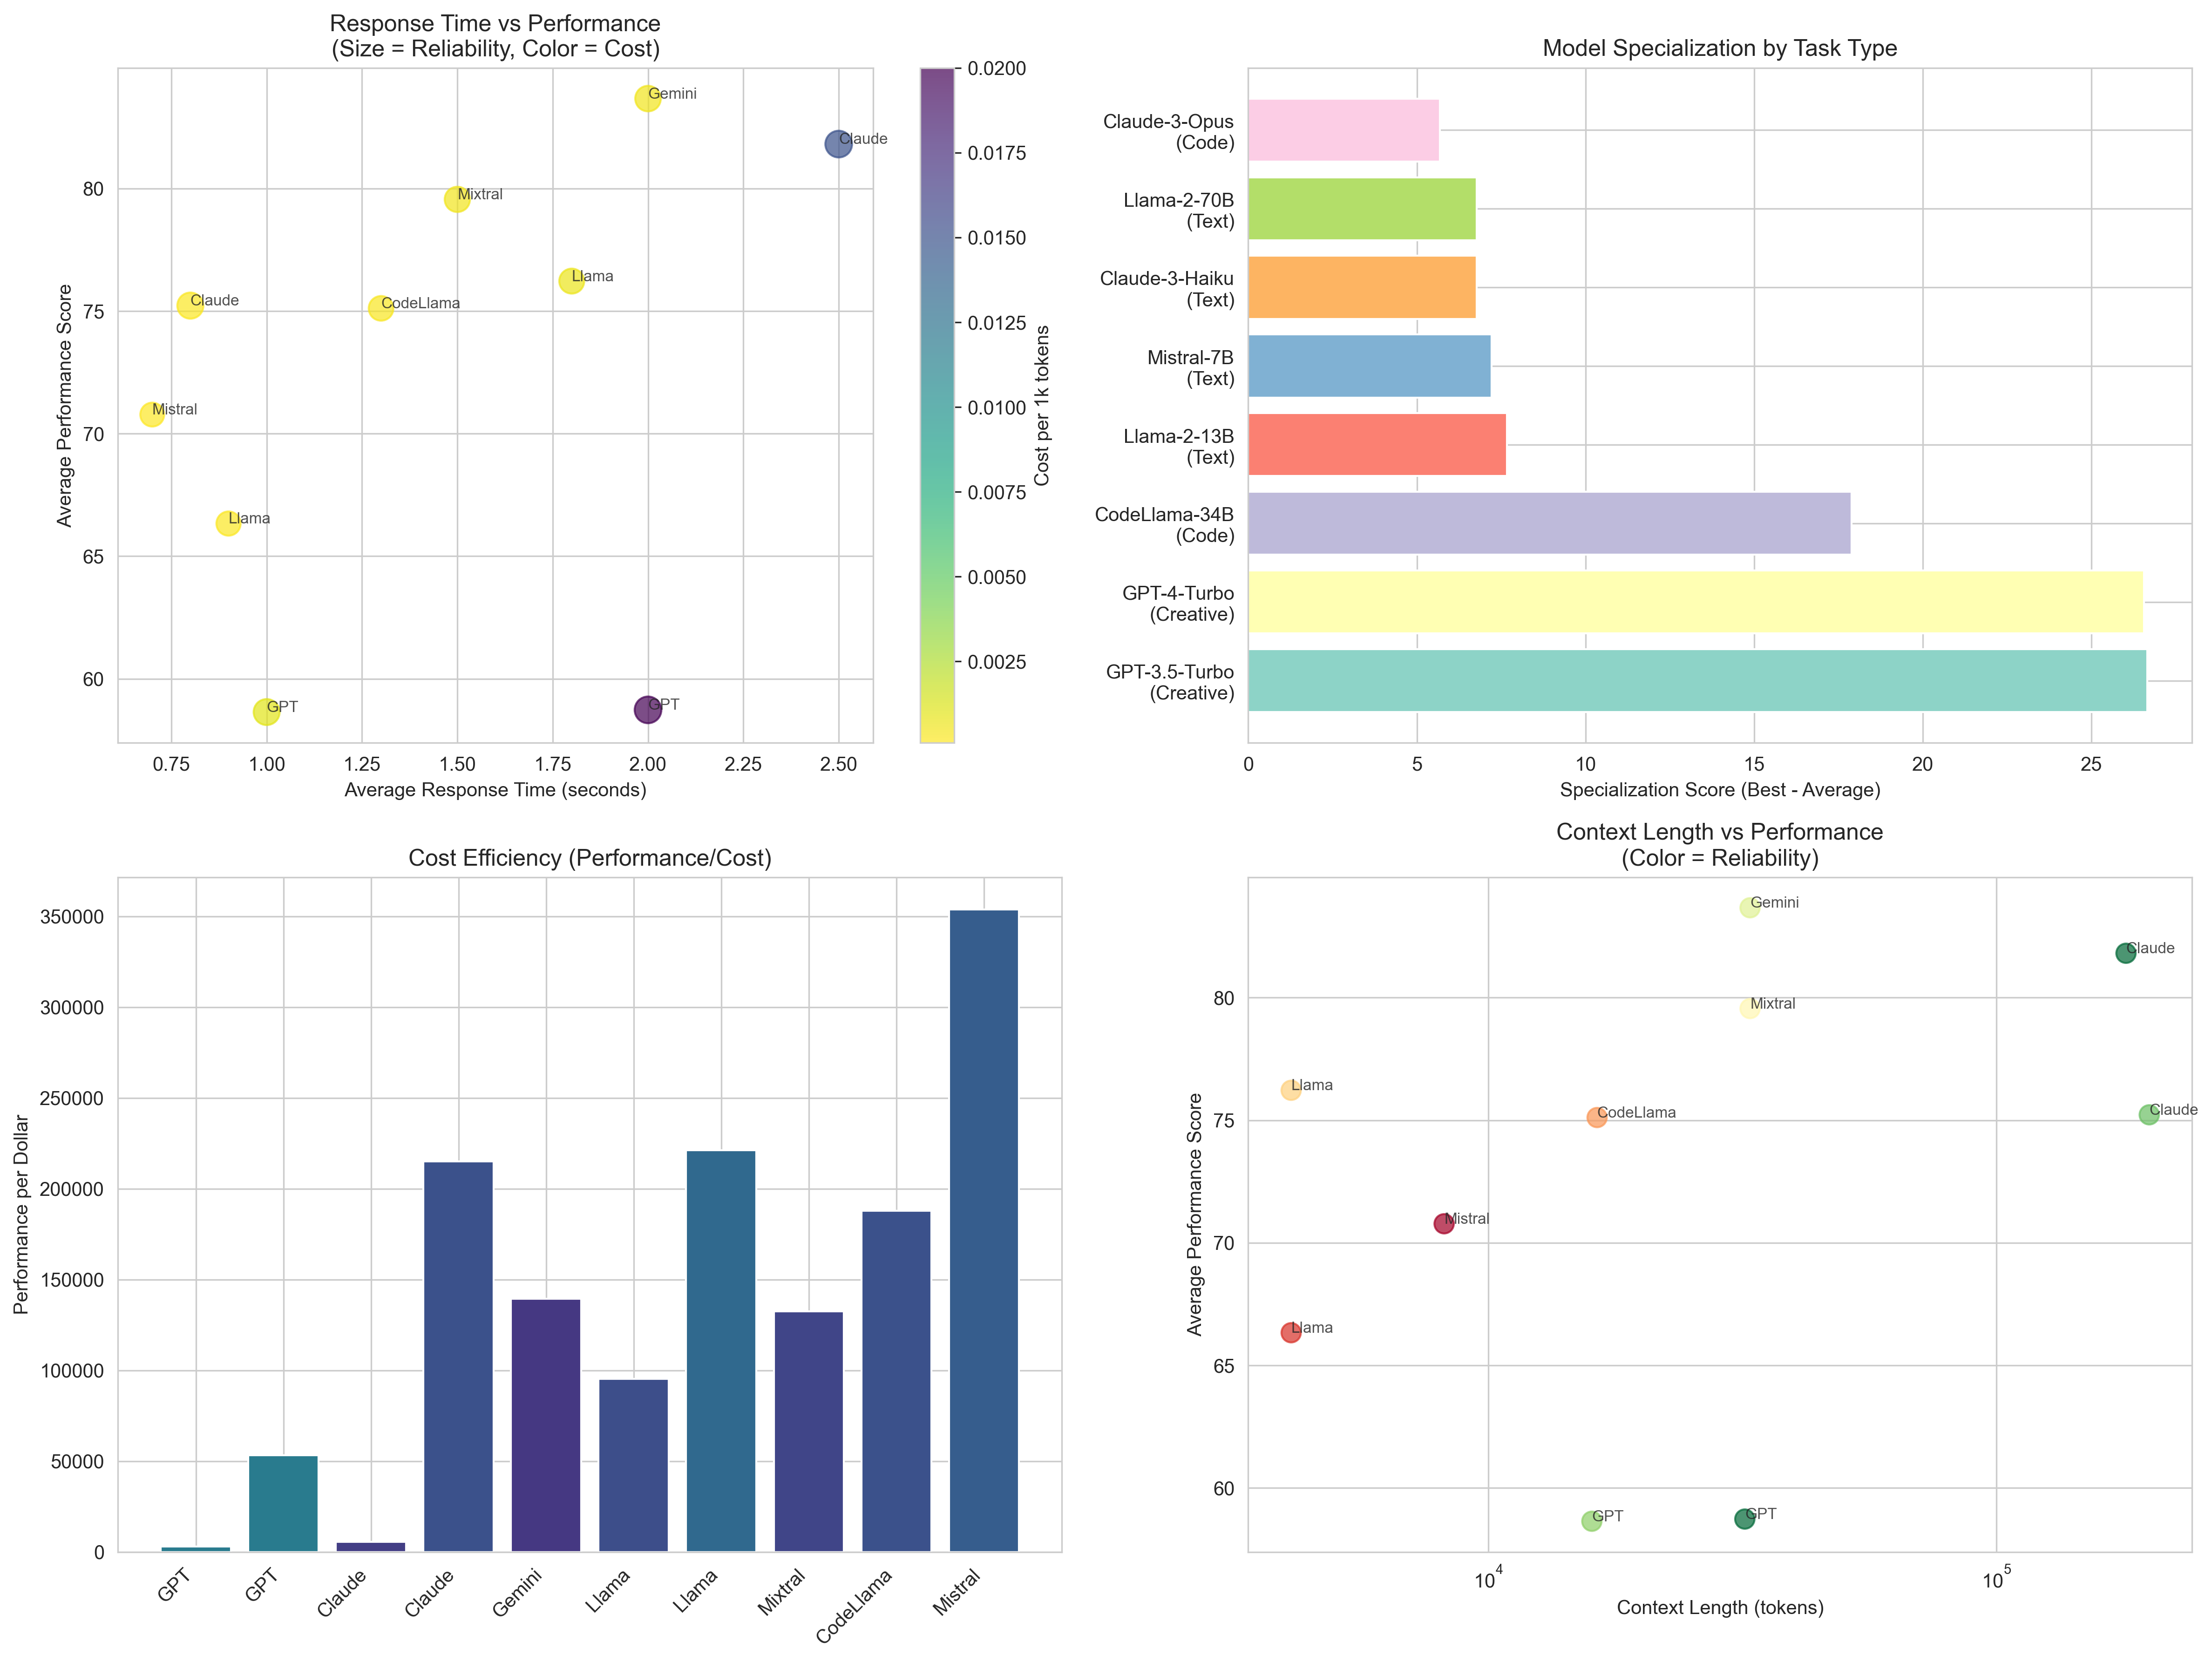 Response Time vs Performance
(Size = Reliability, Color = Cost)
Average Performance Score
80
75
70
65
60
Gemini
Claude
Mixtral
Llama
Claude
CodeLlama
Mistral
Llama
GPT
GPT
0.75
1.00
1.25
1.50
1.75
2.00
2.25
2.50
Average Response Time (seconds)
0.0200
0.0175
0.0150
0.0125
0.0100
0.0075
0.0050
0.0025
Cost per 1k tokens
Model Specialization by Task Type
Claude-3-Opus
(Code)
Llama-2-70B
(Text)
Claude-3-Haiku
(Text)
Mistral-7B
(Text)
Llama-2-13B
(Text)
CodeLlama-34B
(Code)
GPT-4-Turbo
(Creative)
GPT-3.5-Turbo
(Creative)
0
5
10
15
20
25
Specialization Score (Best - Average)
Cost Efficiency (Performance/Cost)
Performance per Dollar
350000
300000
250000
200000
150000
100000
50000
0
GPT
GPT
Claude
Claude
Gemini
Llama
Llama
Mixtral
CodeLlama
Mistral
Context Length vs Performance
(Color = Reliability)
Average Performance Score
80
75
70
65
60
Gemini
Claude
Mixtral
Llama
CodeLlama
Claude
Mistral
Llama
GPT
GPT
10⁴
10⁵
Context Length (tokens)